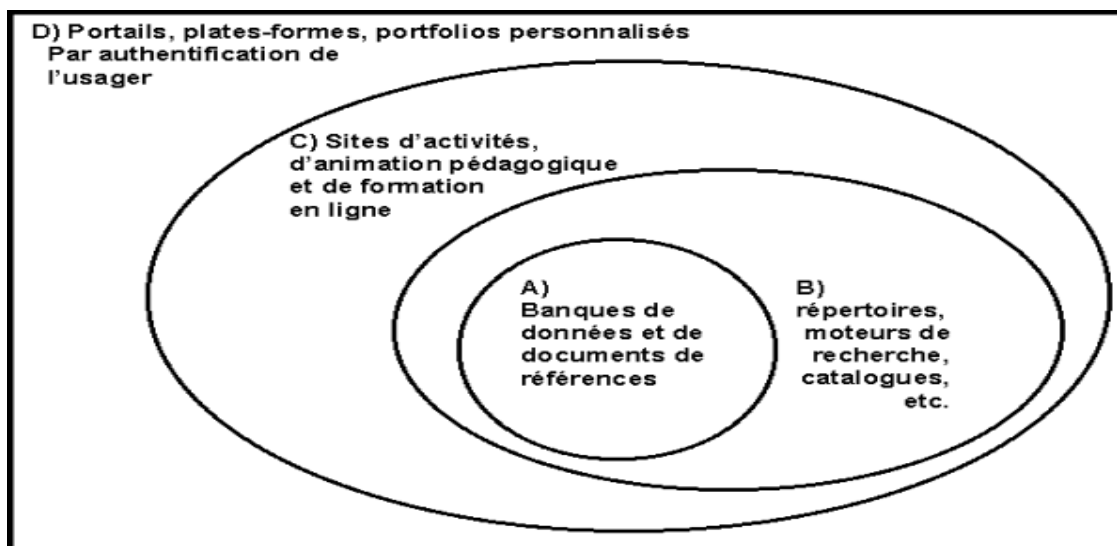 D) Portails, plates-formes, portfolios personnalisés
Par authentification de
l'usager
C) Sites d'activités,
d'animation pédagogique
et de formation
en ligne
A)
Banques de
données et de
documents de
références
B)
répertoires,
moteurs de
recherche,
catalogues,
etc.